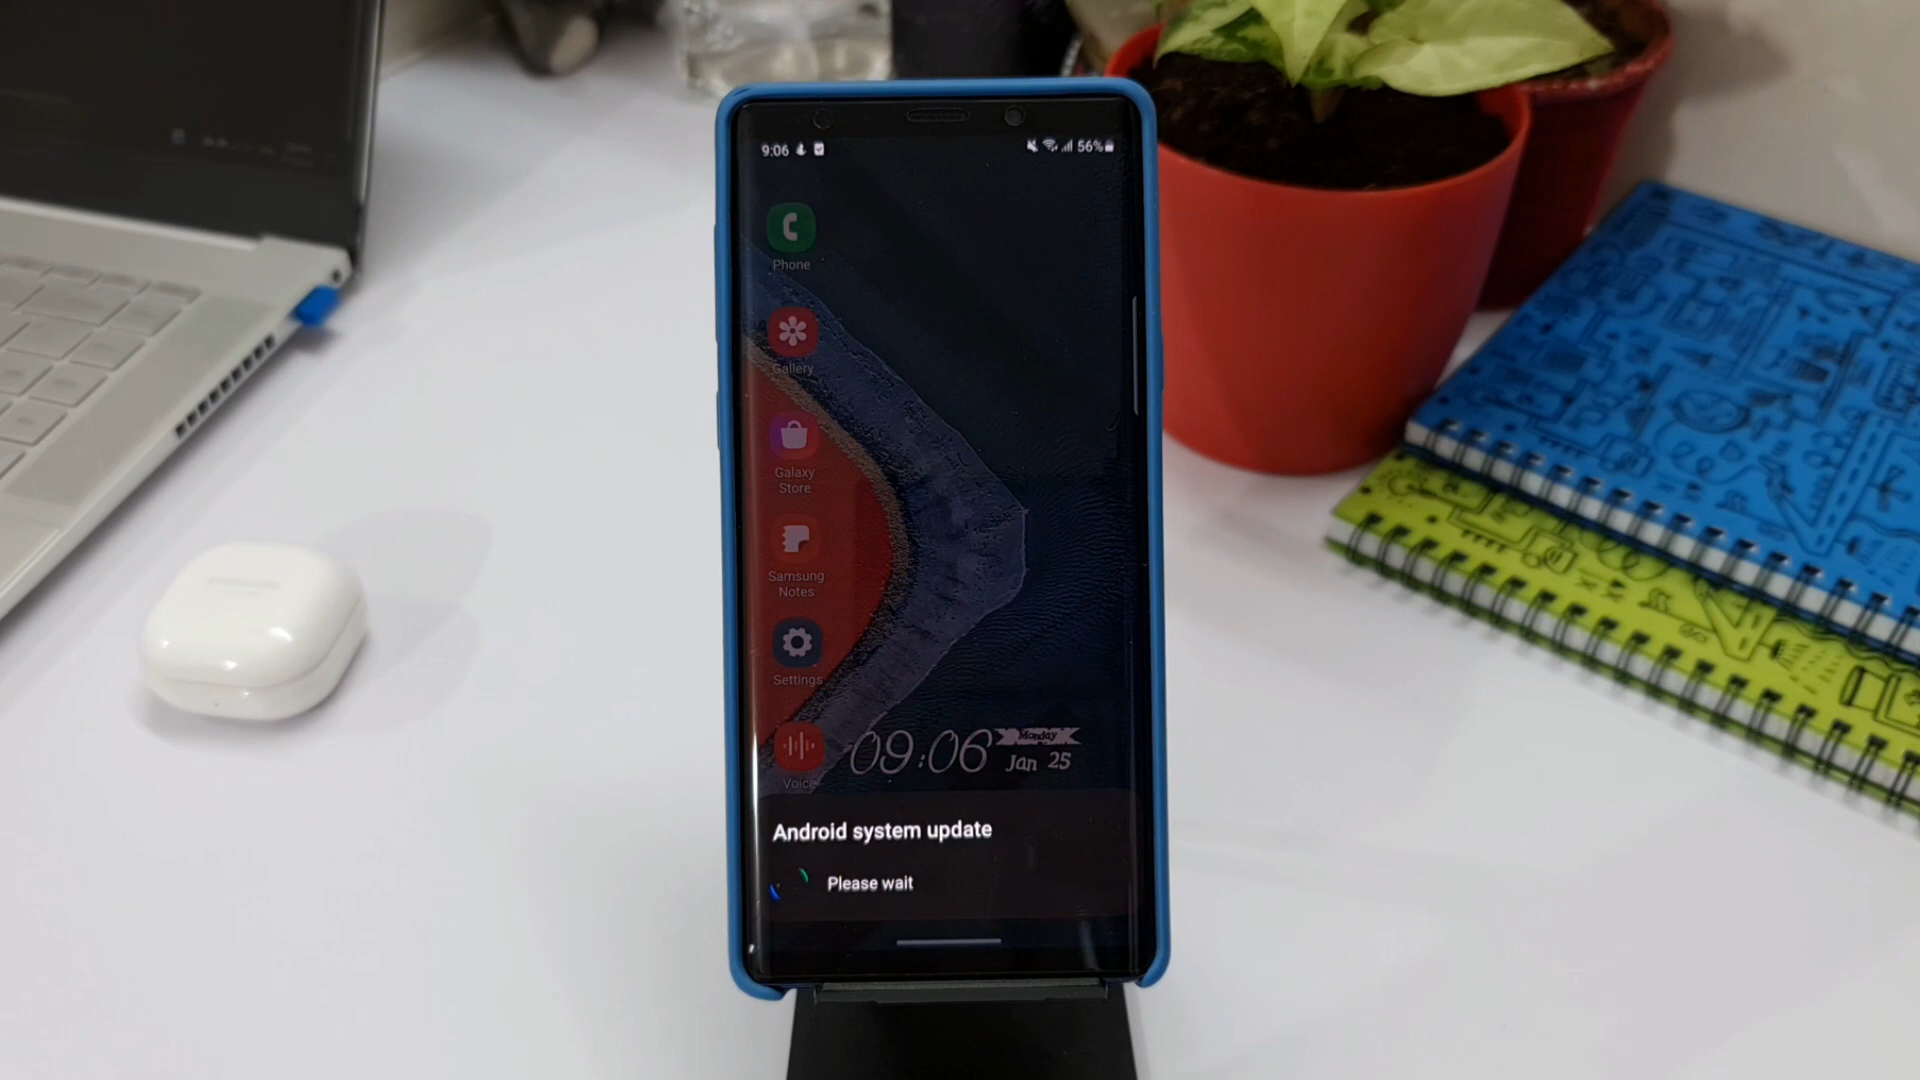 9:06
56%
Phone
Gallery
Galaxy
Store
Samsung
Notes
Settings
Voice
09:06
Monday
Jan 25
Android system update
Please wait